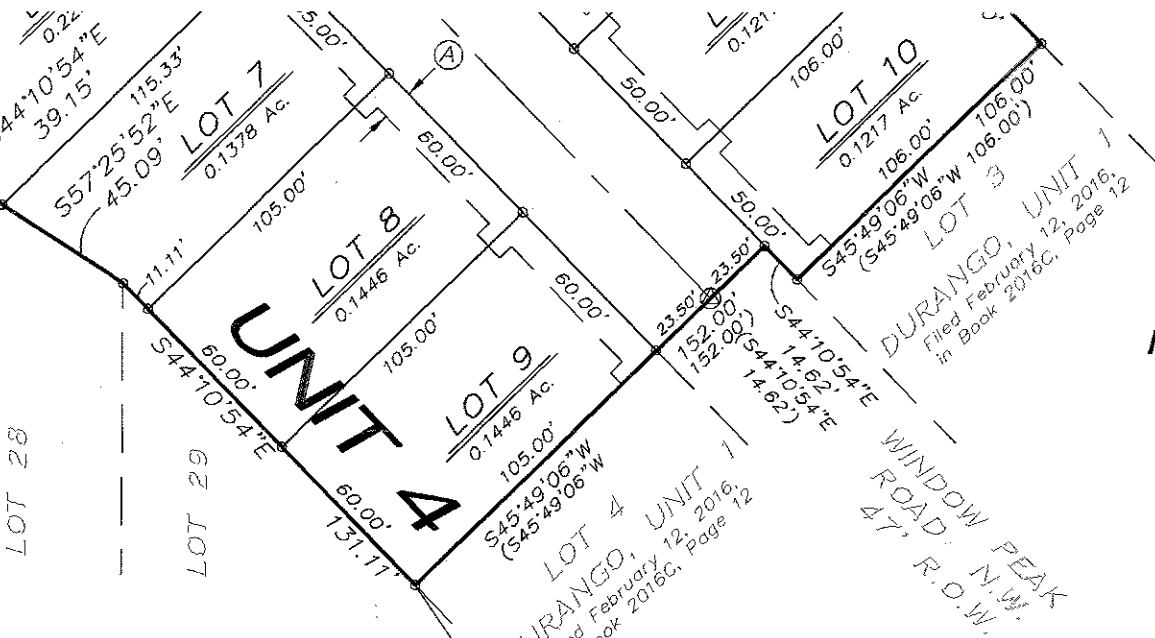 0.22
44°10'54"E
39.15'
115.33'
S57°25'52"E
45.09'
LOT 7
0.1378 Ac.
5.00'
A
60.00'
105.00'
11.11'
LOT 8
0.1446 Ac.
105.00'
60.00'
UNIT 4
60.00'
S44°10'54"E
60.00'
131.11'
LOT 9
0.1446 Ac.
105.00'
S45°49'06"W
(S45°49'06"W
23.50'
23.50'
152.00'
152.00')
50.00'
50.00'
0.121
106.00'
LOT 10
0.1217 Ac.
106.00'
106.00'
S45°49'06"W
(S45°49'06"W 106.00')
LOT 3
DURANGO, UNIT 1
Filed February 12, 2016,
in Book 2016C, Page 12
S44°10'54"E
14.62'
(S44°10'54"E
14.62')
WINDOW PEAK
ROAD N.W.
47' R.O.W.
LOT 4
URANGO, UNIT 1
ed February 12, 2016,
ook 2016C, Page 12
LOT 28
LOT 29